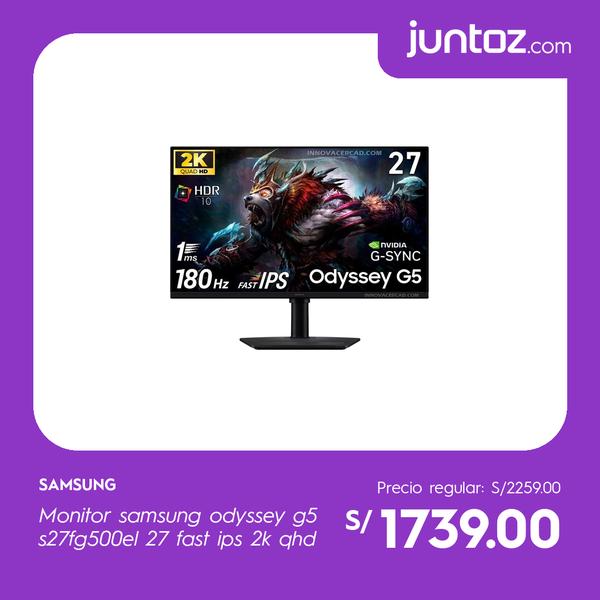 juntoz.com
INNOVACERCAD.COM
2K
QUAD HD
27
HDR
10
1ms
NVIDIA
G-SYNC
180Hz FAST IPS Odyssey G5
INNOVACERCAD.COM
SAMSUNG
Precio regular: S/2259.00
Monitor samsung odyssey g5
s27fg500el 27 fast ips 2k qhd
S/1739.00